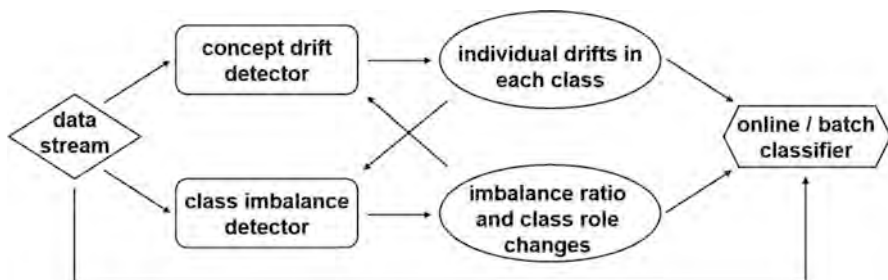 concept drift
detector
individual drifts in
each class
data
stream
online / batch
classifier
class imbalance
detector
imbalance ratio
and class role
changes